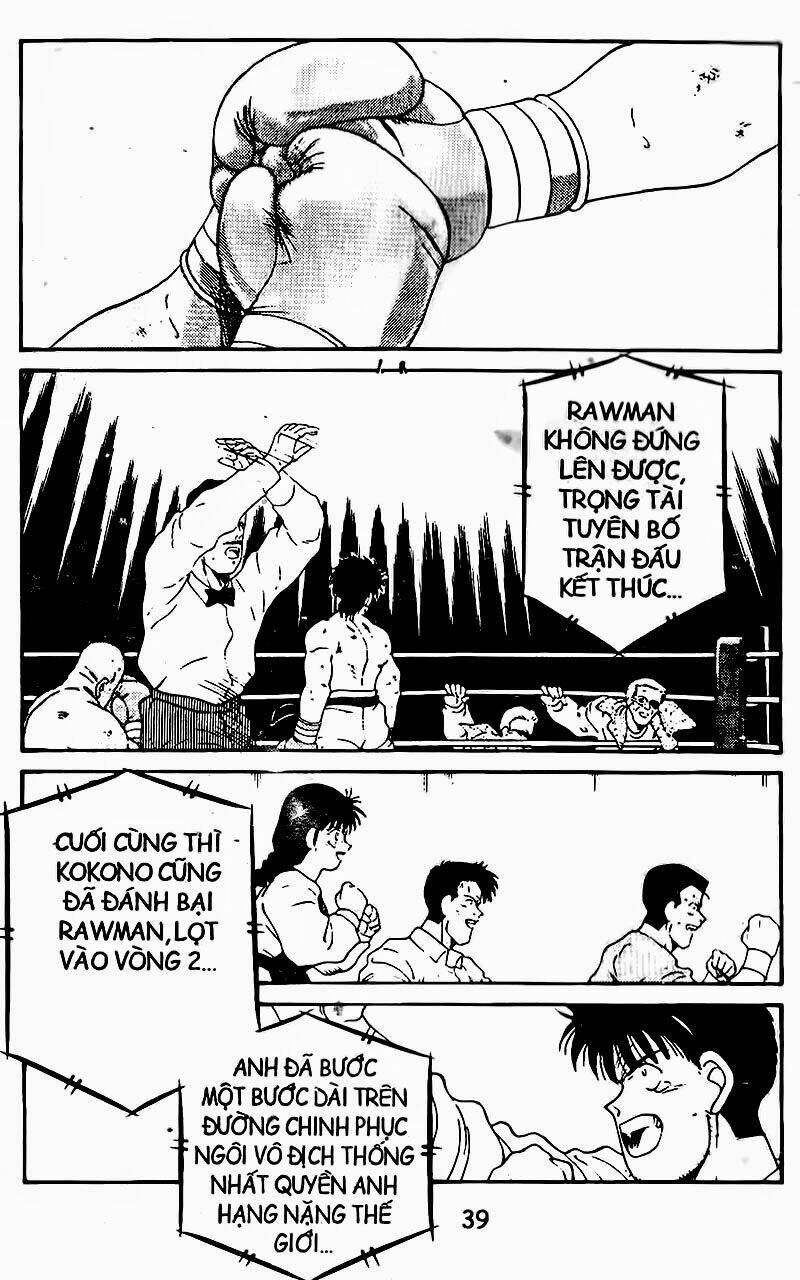 RAWMAN
KHÔNG ĐỨNG
LÊN ĐƯỢC,
TRỌNG TÀI
TUYÊN BỐ
TRẬN ĐẤU
KẾT THÚC...
CUỐI CÙNG THÌ
KOKONO CŨNG
ĐÃ ĐÁNH BẠI
RAWMAN, LỌT
VÀO VÒNG 2...
ANH ĐÃ BƯỚC
MỘT BƯỚC DÀI TRÊN
ĐƯỜNG CHINH PHỤC
NGÔI VÔ ĐỊCH THỐNG
NHẤT QUYỀN ANH
HẠNG NẶNG THẾ
GIỚI...
39